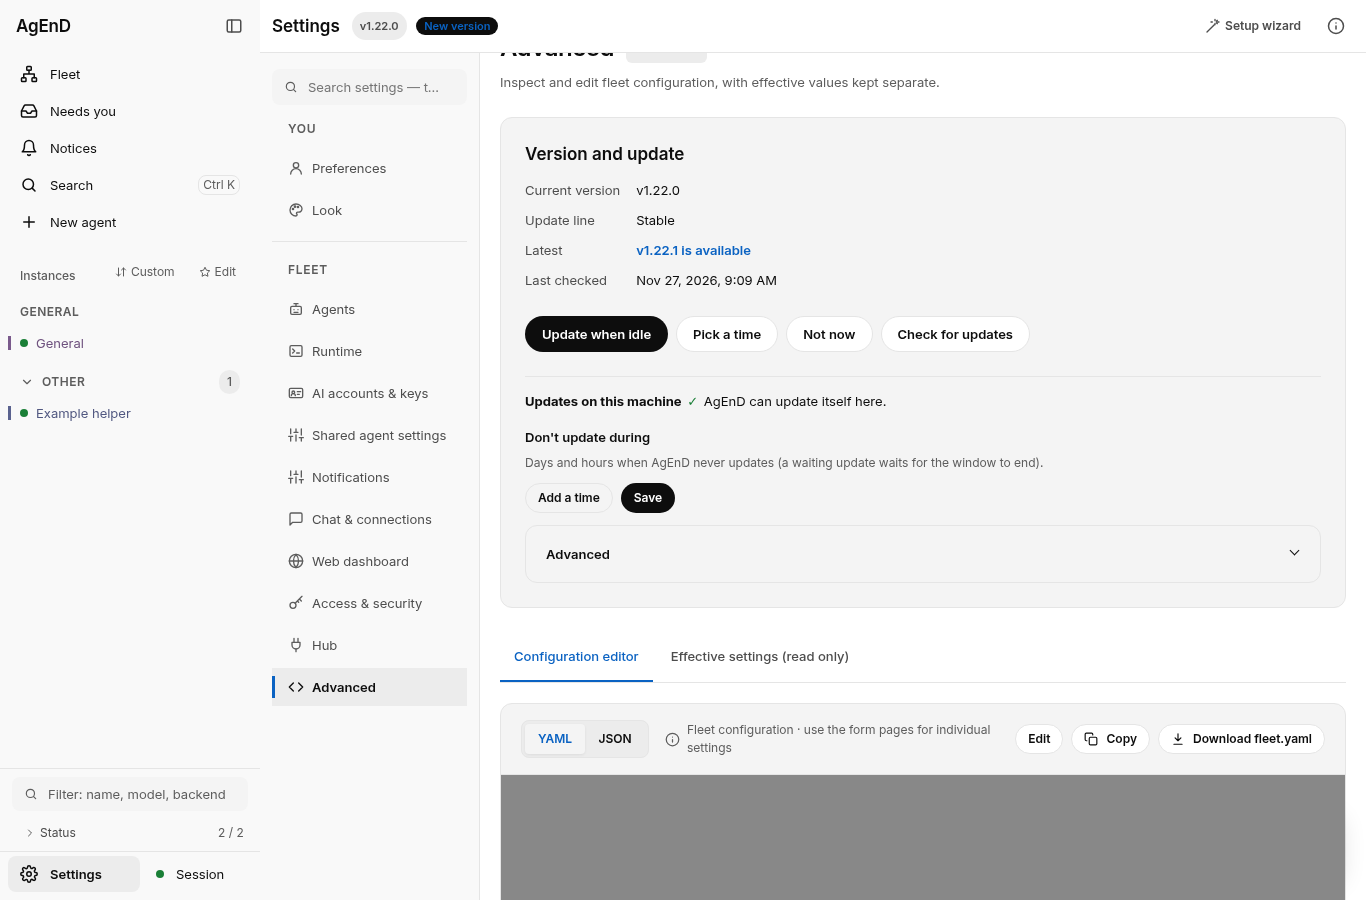 AgEnD
Fleet
Needs you
Notices
Search
Ctrl K
New agent
Instances
Custom
Edit
GENERAL
General
OTHER
1
Example helper
Filter: name, model, backend
Status
2 / 2
Settings
Session
Settings
v1.22.0
New version
Setup wizard
Search settings — t...
YOU
Preferences
Look
FLEET
Agents
Runtime
AI accounts & keys
Shared agent settings
Notifications
Chat & connections
Web dashboard
Access & security
Hub
Advanced
Advanced
Inspect and edit fleet configuration, with effective values kept separate.
Version and update
Current version v1.22.0
Update line Stable
Latest v1.22.1 is available
Last checked Nov 27, 2026, 9:09 AM
Update when idle
Pick a time
Not now
Check for updates
Updates on this machine ✓ AgEnD can update itself here.
Don't update during
Days and hours when AgEnD never updates (a waiting update waits for the window to end).
Add a time
Save
Advanced
Configuration editor
Effective settings (read only)
YAML
JSON
Fleet configuration · use the form pages for individual
settings
Edit
Copy
Download fleet.yaml